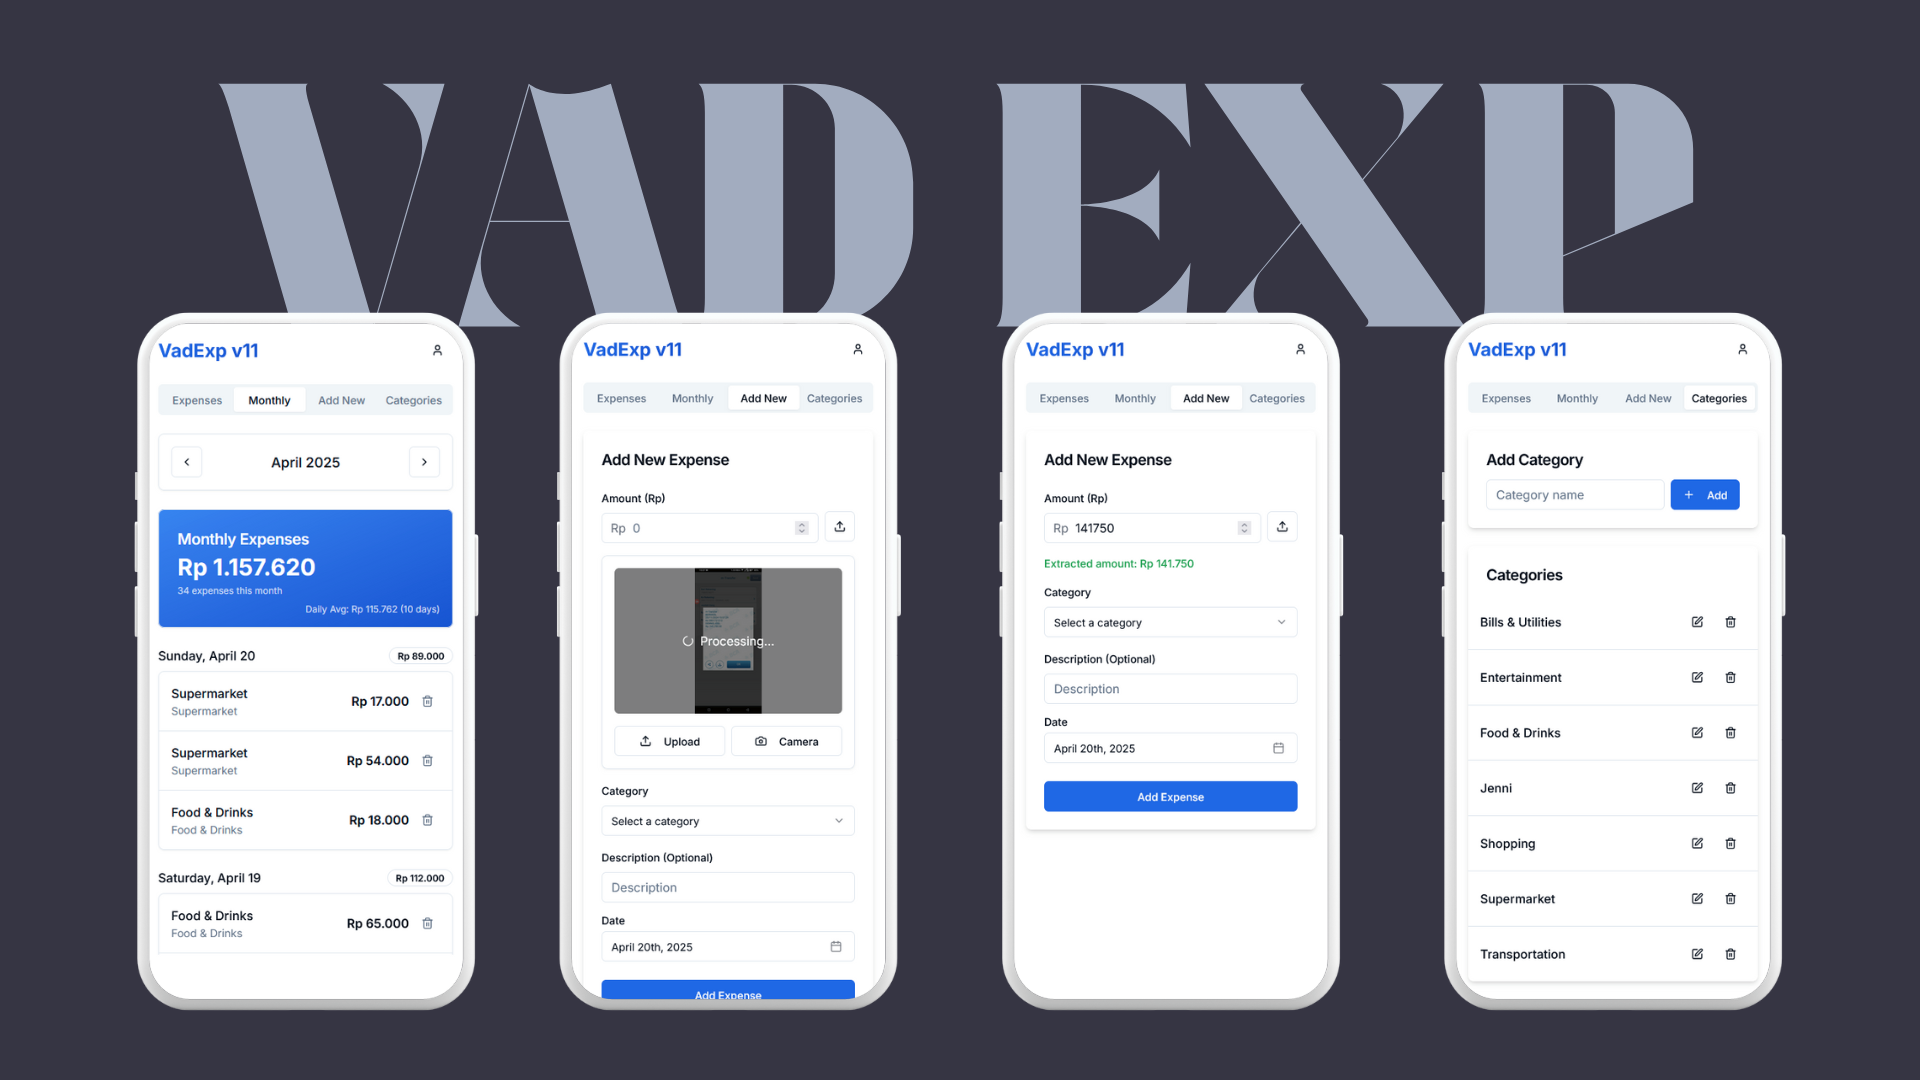 VAD EXP
VadExp v11
Expenses Monthly Add New Categories
April 2025
Monthly Expenses
Rp 1.157.620
34 expenses this month
Daily Avg: Rp 115.762 (10 days)
Sunday, April 20 Rp 89.000
Supermarket
Supermarket
Rp 17.000
Supermarket
Supermarket
Rp 54.000
Food & Drinks
Food & Drinks
Rp 18.000
Saturday, April 19 Rp 112.000
Food & Drinks
Food & Drinks
Rp 65.000
VadExp v11
Expenses Monthly Add New Categories
Add New Expense
Amount (Rp)
Rp 0
Processing...
Upload Camera
Category
Select a category
Description (Optional)
Description
Date
April 20th, 2025
Add Expense
VadExp v11
Expenses Monthly Add New Categories
Add New Expense
Amount (Rp)
Rp 141750
Extracted amount: Rp 141.750
Category
Select a category
Description (Optional)
Description
Date
April 20th, 2025
Add Expense
VadExp v11
Expenses Monthly Add New Categories
Add Category
Category name + Add
Categories
Bills & Utilities
Entertainment
Food & Drinks
Jenni
Shopping
Supermarket
Transportation